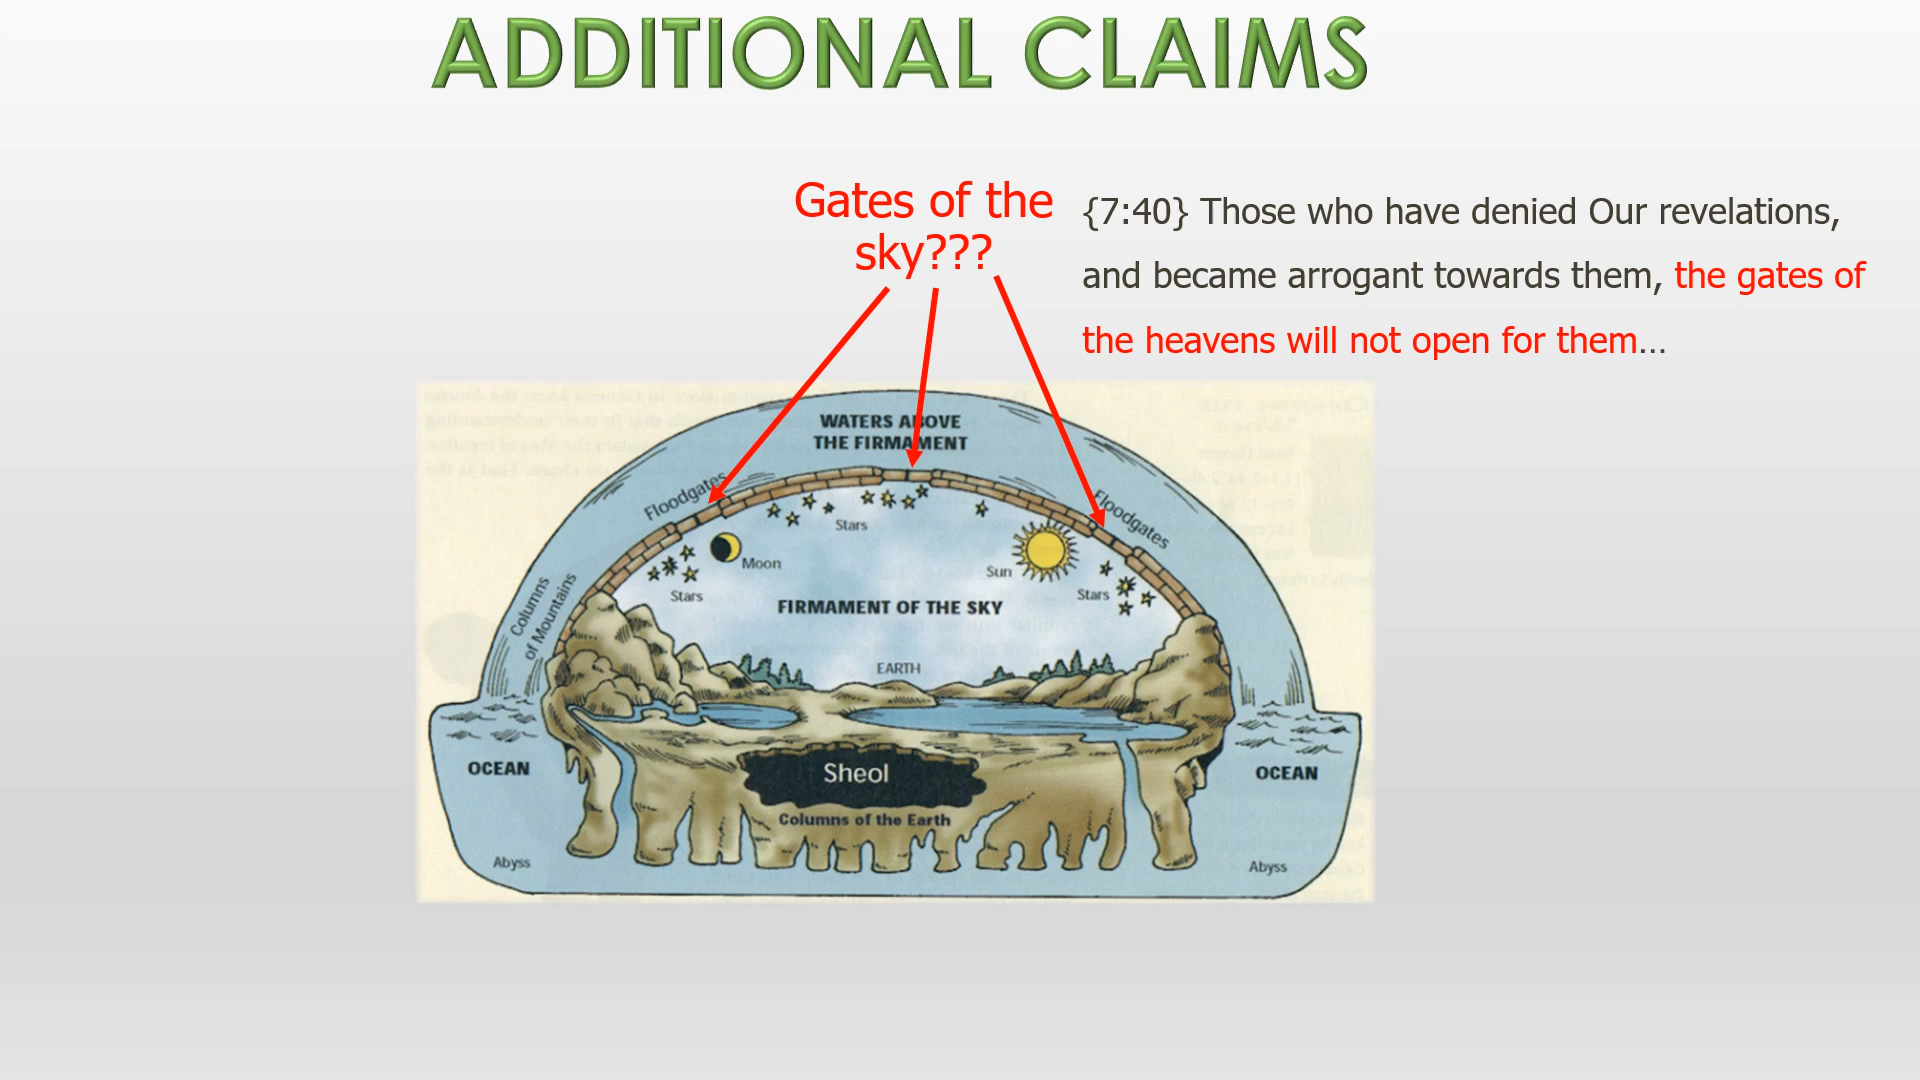 ADDITIONAL CLAIMS
Gates of the
sky???
{7:40} Those who have denied Our revelations,
and became arrogant towards them, the gates of
the heavens will not open for them…
WATERS ABOVE
THE FIRMAMENT
Floodgates
Floodgates
Stars
Moon
Sun
Stars
Stars
Columns
of Mountains
FIRMAMENT OF THE SKY
EARTH
OCEAN
Sheol
OCEAN
Columns of the Earth
Abyss
Abyss